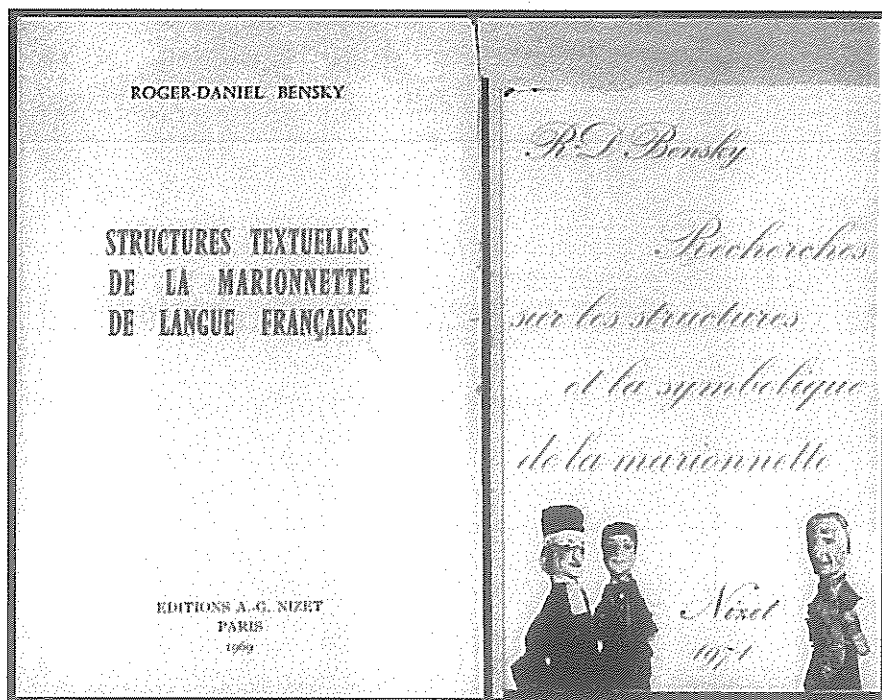 ROGER-DANIEL BENSKY
STRUCTURES TEXTUELLES
DE LA MARIONNETTE
DE LANGUE FRANÇAISE
EDITIONS A.-G. NIZET
PARIS
1969
R-D Bensky
Recherches
sur les structures
et la symbolique
de la marionnette
Nizet
1971